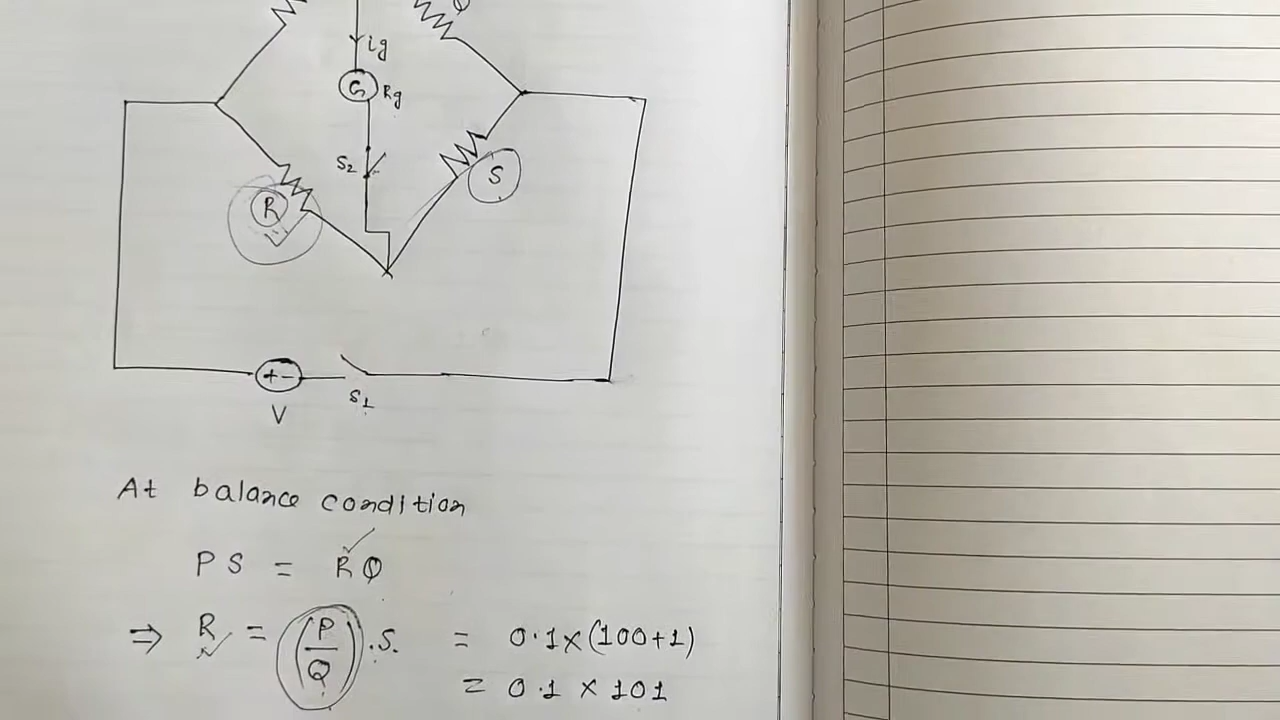 Q
ig
G Rg
S2
S
R
+ -
S1
V
At balance condition
PS = RQ
⇒ R = (P/Q).S. = 0.1×(100+1)
= 0.1 × 101